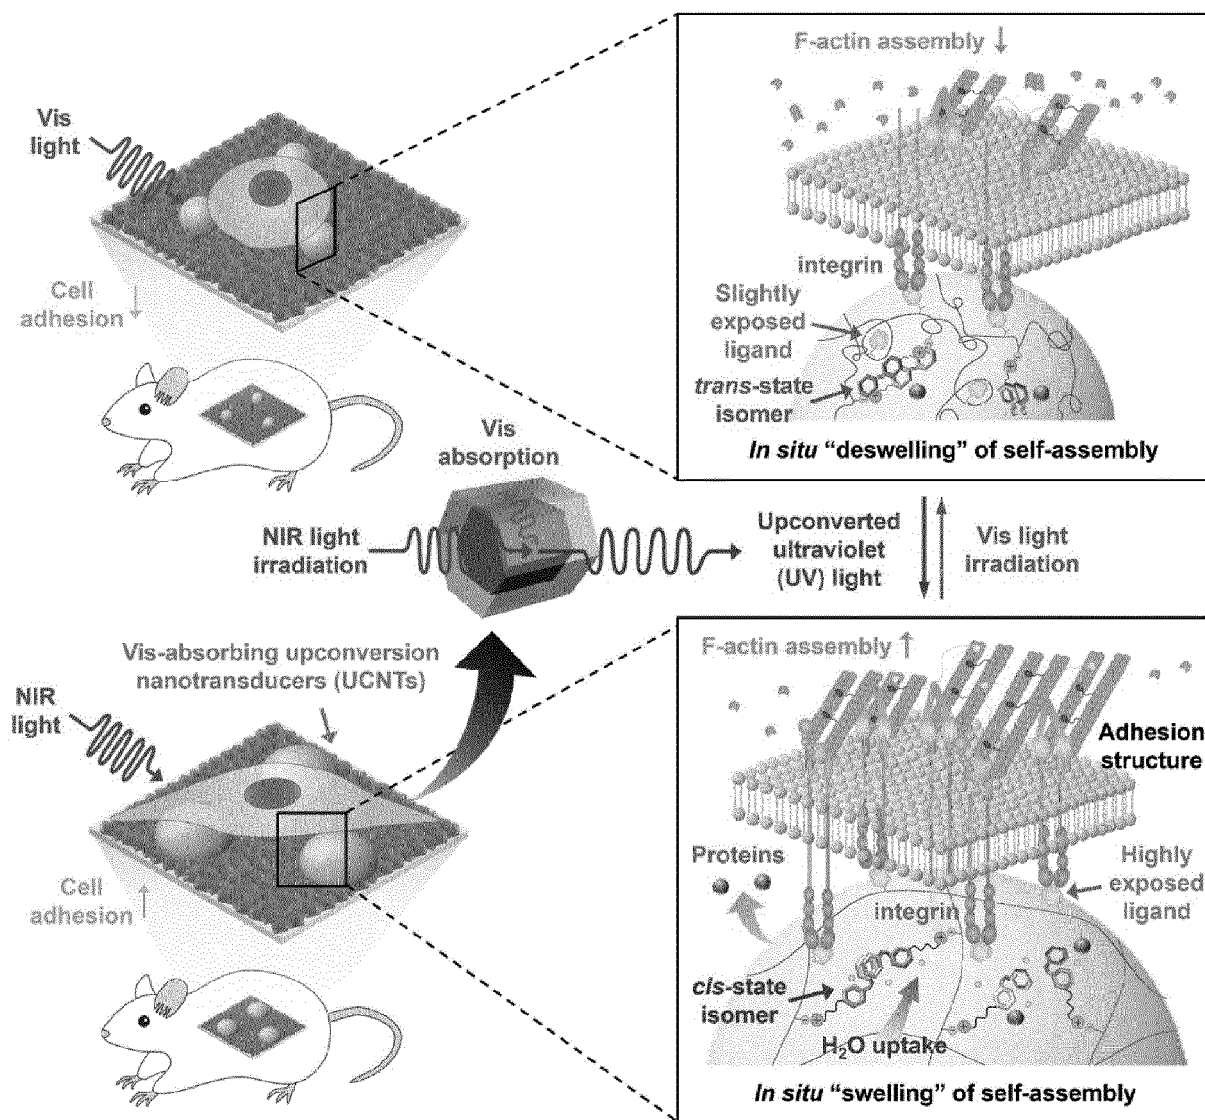 F-actin assembly ↓
Vis
light
integrin
Slightly
exposed
ligand
trans-state
isomer
In situ “deswelling” of self-assembly
Cell
adhesion ↓
Vis
absorption
NIR light
irradiation
Upconverted
ultraviolet
(UV) light
Vis light
irradiation
Vis-absorbing upconversion
nanotransducers (UCNTs)
NIR
light
F-actin assembly ↑
Adhesion
structure
Proteins
integrin
Highly
exposed
ligand
Cell
adhesion ↑
cis-state
isomer
H₂O uptake
In situ “swelling” of self-assembly